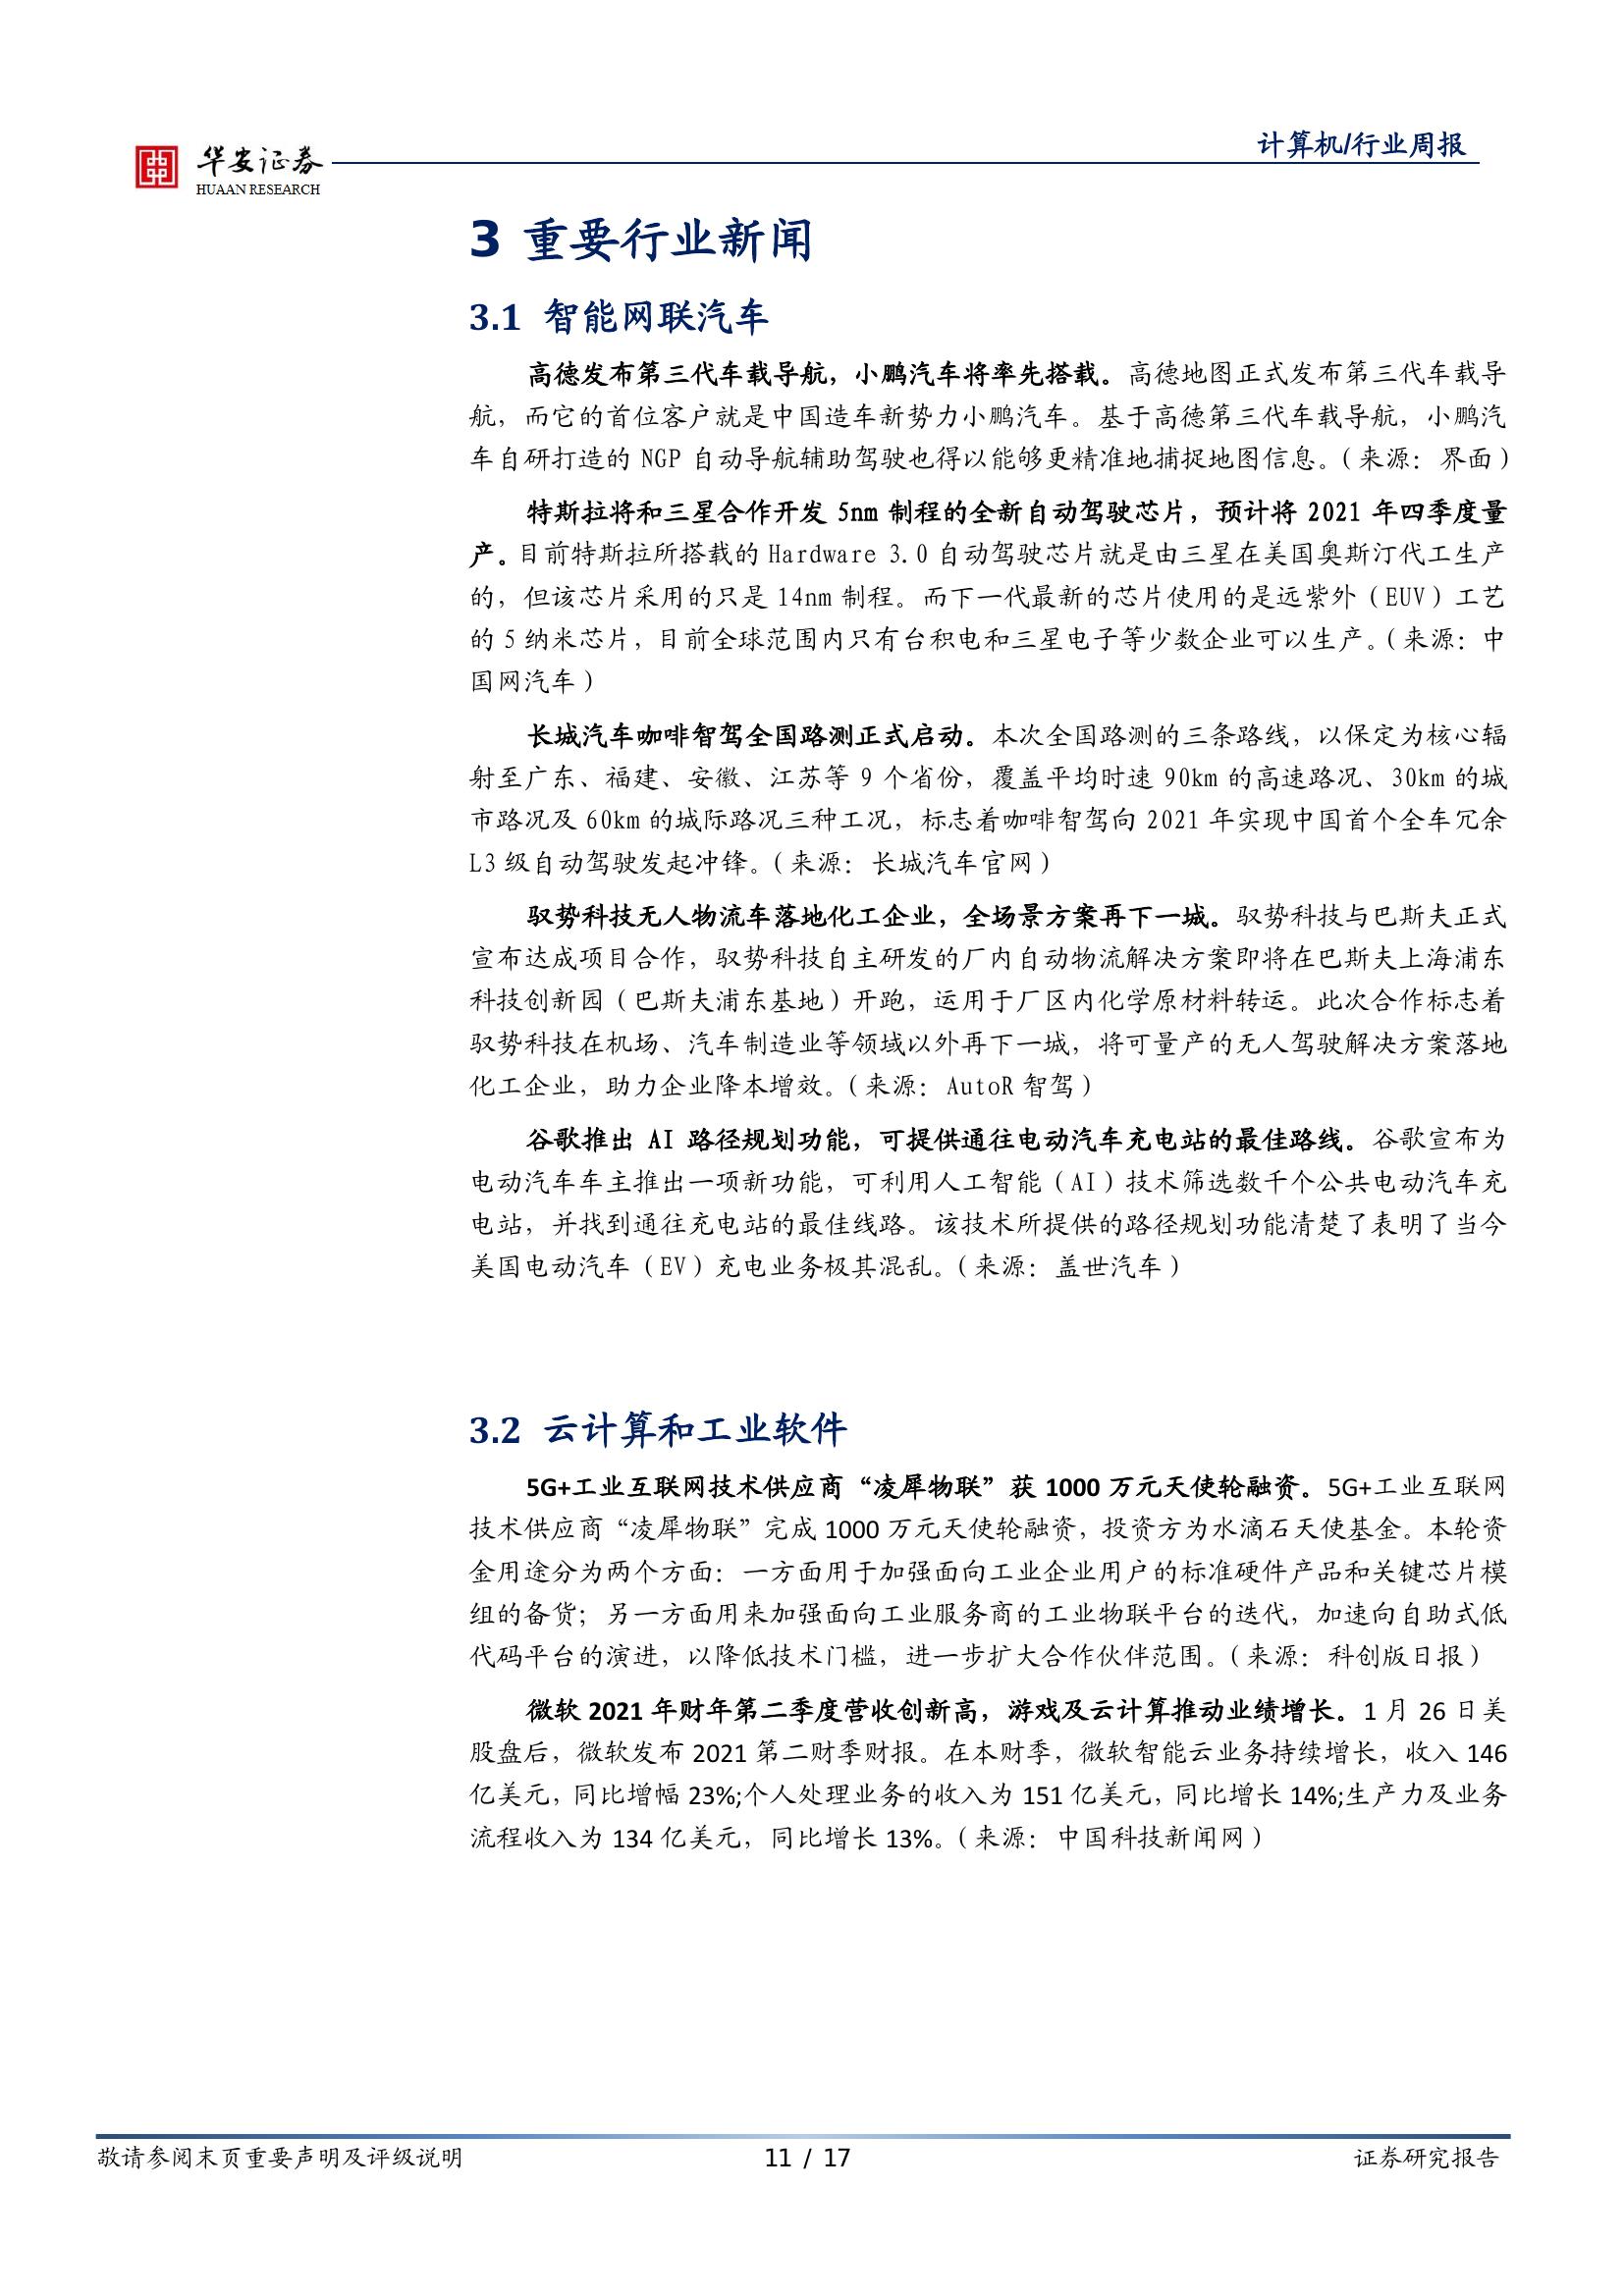 华安证券
HUAAN RESEARCH
计算机/行业周报
3 重要行业新闻
3.1 智能网联汽车
高德发布第三代车载导航，小鹏汽车将率先搭载。高德地图正式发布第三代车载导
航，而它的首位客户就是中国造车新势力小鹏汽车。基于高德第三代车载导航，小鹏汽
车自研打造的 NGP 自动导航辅助驾驶也得以能够更精准地捕捉地图信息。（来源：界面）
特斯拉将和三星合作开发 5nm 制程的全新自动驾驶芯片，预计将 2021 年四季度量
产。目前特斯拉所搭载的 Hardware 3.0 自动驾驶芯片就是由三星在美国奥斯汀代工生产
的，但该芯片采用的只是 14nm 制程。而下一代最新的芯片使用的是远紫外（EUV）工艺
的 5 纳米芯片，目前全球范围内只有台积电和三星电子等少数企业可以生产。（来源：中
国网汽车）
长城汽车咖啡智驾全国路测正式启动。本次全国路测的三条路线，以保定为核心辐
射至广东、福建、安徽、江苏等 9 个省份，覆盖平均时速 90km 的高速路况、30km 的城
市路况及 60km 的城际路况三种工况，标志着咖啡智驾向 2021 年实现中国首个全车冗余
L3 级自动驾驶发起冲锋。（来源：长城汽车官网）
驭势科技无人物流车落地化工企业，全场景方案再下一城。驭势科技与巴斯夫正式
宣布达成项目合作，驭势科技自主研发的厂内自动物流解决方案即将在巴斯夫上海浦东
科技创新园（巴斯夫浦东基地）开跑，运用于厂区内化学原材料转运。此次合作标志着
驭势科技在机场、汽车制造业等领域以外再下一城，将可量产的无人驾驶解决方案落地
化工企业，助力企业降本增效。（来源：AutoR 智驾）
谷歌推出 AI 路径规划功能，可提供通往电动汽车充电站的最佳路线。谷歌宣布为
电动汽车车主推出一项新功能，可利用人工智能（AI）技术筛选数千个公共电动汽车充
电站，并找到通往充电站的最佳线路。该技术所提供的路径规划功能清楚了表明了当今
美国电动汽车（EV）充电业务极其混乱。（来源：盖世汽车）
3.2 云计算和工业软件
5G+工业互联网技术供应商“凌犀物联”获 1000 万元天使轮融资。5G+工业互联网
技术供应商“凌犀物联”完成 1000 万元天使轮融资，投资方为水滴石天使基金。本轮资
金用途分为两个方面：一方面用于加强面向工业企业用户的标准硬件产品和关键芯片模
组的备货；另一方面用来加强面向工业服务商的工业物联平台的迭代，加速向自助式低
代码平台的演进，以降低技术门槛，进一步扩大合作伙伴范围。（来源：科创版日报）
微软 2021 年财年第二季度营收创新高，游戏及云计算推动业绩增长。1 月 26 日美
股盘后，微软发布 2021 第二财季财报。在本财季，微软智能云业务持续增长，收入 146
亿美元，同比增幅 23%;个人处理业务的收入为 151 亿美元，同比增长 14%;生产力及业务
流程收入为 134 亿美元，同比增长 13%。（来源：中国科技新闻网）
敬请参阅末页重要声明及评级说明
11 / 17
证券研究报告